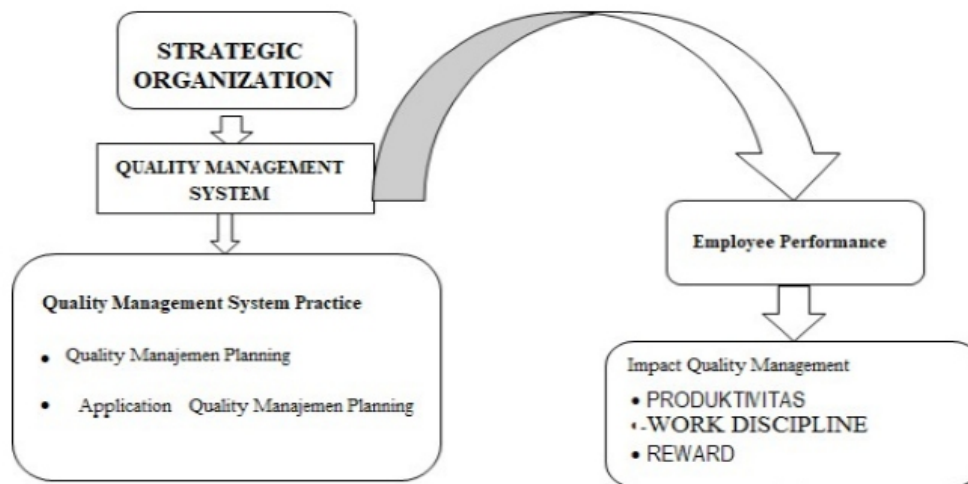 STRATEGIC
ORGANIZATION
QUALITY MANAGEMENT
SYSTEM
Quality Management System Practice
• Quality Manajemen Planning
• Application Quality Manajemen Planning
Employee Performance
Impact Quality Management
• PRODUKTIVITAS
•-WORK DISCIPLINE
• REWARD